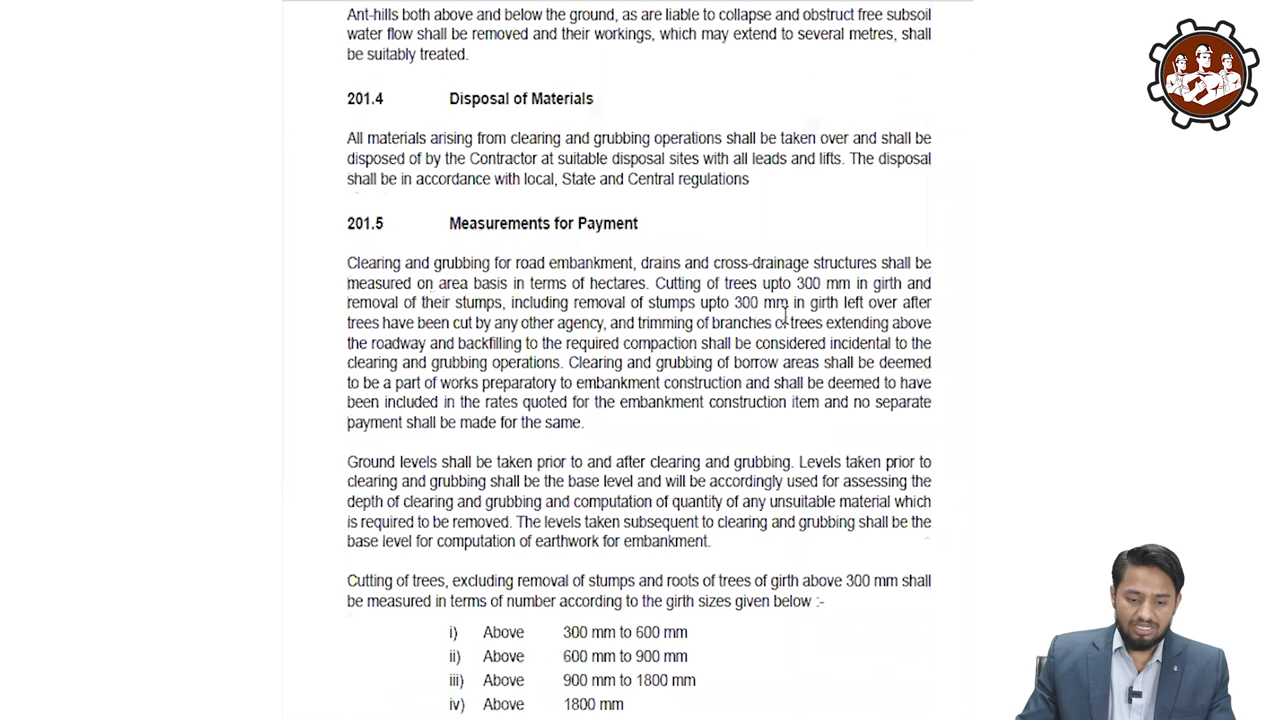 Ant-hills both above and below the ground, as are liable to collapse and obstruct free subsoil
water flow shall be removed and their workings, which may extend to several metres, shall
be suitably treated.
201.4 Disposal of Materials
All materials arising from clearing and grubbing operations shall be taken over and shall be
disposed of by the Contractor at suitable disposal sites with all leads and lifts. The disposal
shall be in accordance with local, State and Central regulations
201.5 Measurements for Payment
Clearing and grubbing for road embankment, drains and cross-drainage structures shall be
measured on area basis in terms of hectares. Cutting of trees upto 300 mm in girth and
removal of their stumps, including removal of stumps upto 300 mm in girth left over after
trees have been cut by any other agency, and trimming of branches of trees extending above
the roadway and backfilling to the required compaction shall be considered incidental to the
clearing and grubbing operations. Clearing and grubbing of borrow areas shall be deemed
to be a part of works preparatory to embankment construction and shall be deemed to have
been included in the rates quoted for the embankment construction item and no separate
payment shall be made for the same.
Ground levels shall be taken prior to and after clearing and grubbing. Levels taken prior to
clearing and grubbing shall be the base level and will be accordingly used for assessing the
depth of clearing and grubbing and computation of quantity of any unsuitable material which
is required to be removed. The levels taken subsequent to clearing and grubbing shall be the
base level for computation of earthwork for embankment.
Cutting of trees, excluding removal of stumps and roots of trees of girth above 300 mm shall
be measured in terms of number according to the girth sizes given below :-
i) Above 300 mm to 600 mm
ii) Above 600 mm to 900 mm
iii) Above 900 mm to 1800 mm
iv) Above 1800 mm